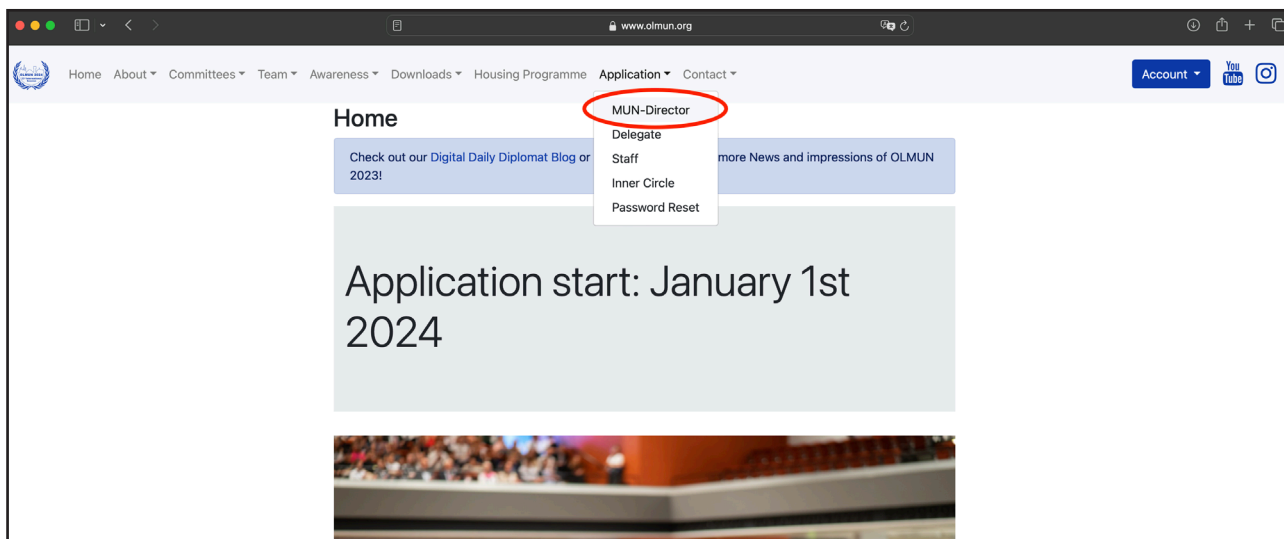 www.olmun.org
Home About Committees Team Awareness Downloads Housing Programme Application Contact Account You Tube
MUN-Director
Home
Delegate
Check out our Digital Daily Diplomat Blog or
Staff
more News and impressions of OLMUN
2023!
Inner Circle
Password Reset
Application start: January 1st
2024